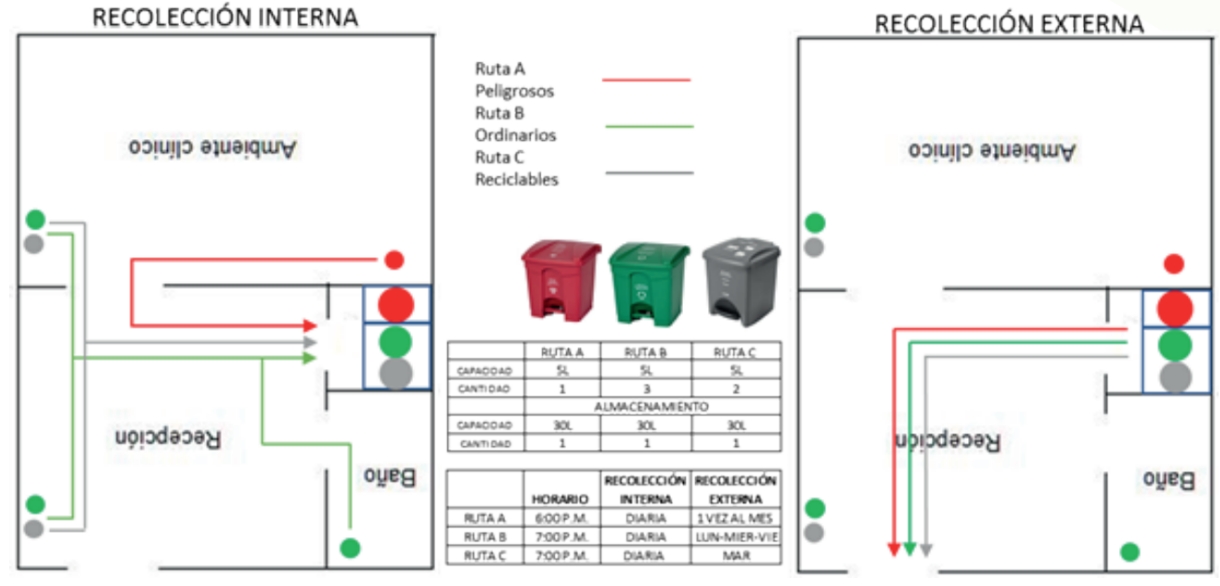 RECOLECCIÓN INTERNA
Ambiente clínico
Recepción
Baño
Ruta A
Peligrosos
Ruta B
Ordinarios
Ruta C
Reciclables
RUTA A RUTA B RUTA C
CAPACIDAD 5L 5L 5L
CANTIDAD 1 3 2
ALMACENAMIENTO
CAPACIDAD 30L 30L 30L
CANTIDAD 1 1 1
HORARIO RECOLECCIÓN INTERNA RECOLECCIÓN EXTERNA
RUTA A 6:00 P.M. DIARIA 1 VEZ AL MES
RUTA B 7:00 P.M. DIARIA LUN-MIER-VIE
RUTA C 7:00 P.M. DIARIA MAR
RECOLECCIÓN EXTERNA
Ambiente clínico
Recepción
Baño